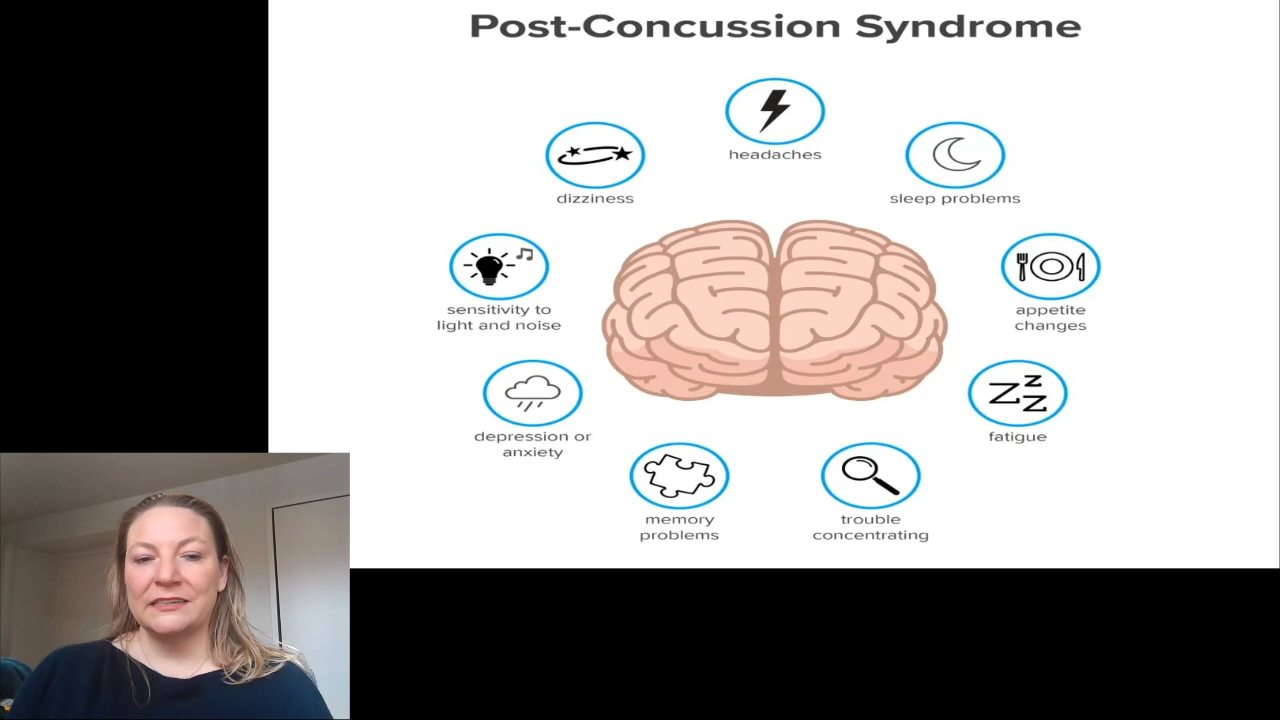 Post-Concussion Syndrome
headaches
dizziness
sleep problems
sensitivity to
light and noise
appetite
changes
depression or
anxiety
fatigue
memory
problems
trouble
concentrating